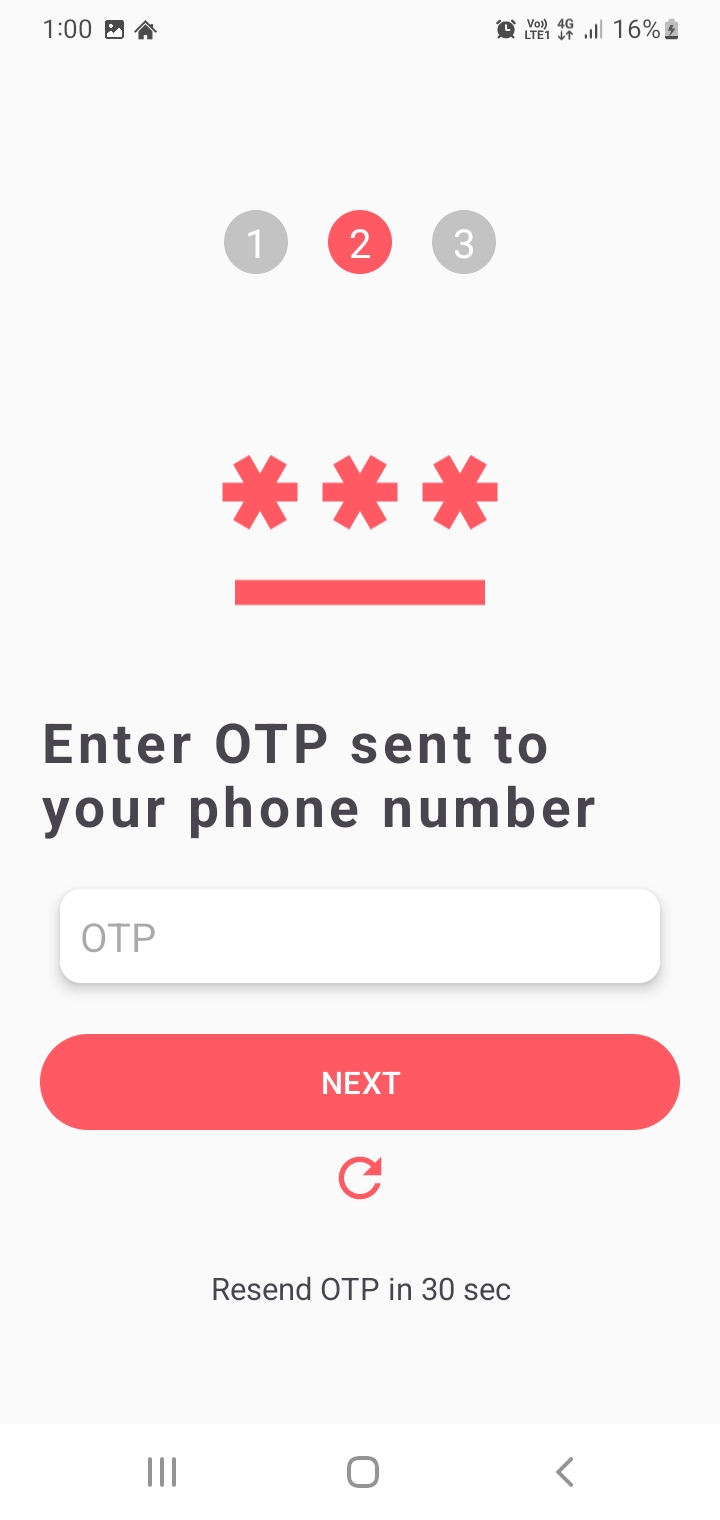 1:00 Vo)) LTE1 4G 16%
1 2 3
***
Enter OTP sent to
your phone number
OTP
NEXT
Resend OTP in 30 sec